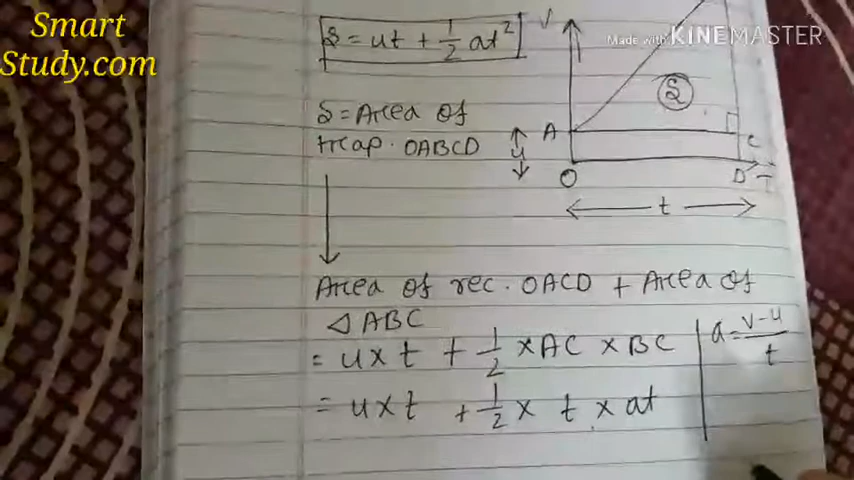 Smart
Study.com
Made with KINEMASTER
S = ut + 1/2 at²
V
S = Area of
trap. OABCD
S
A
u
C
O
D
T
t
Area of rec. OACD + Area of
△ ABC
= u x t + 1/2 x AC x BC
a = v-u/t
= u x t + 1/2 x t x at